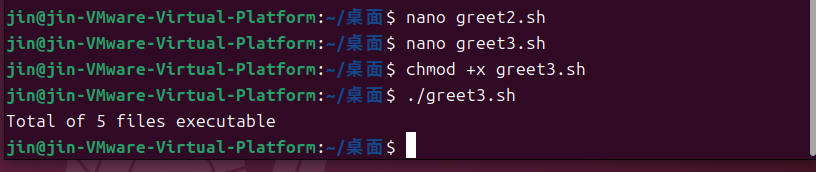 jin@jin-VMware-Virtual-Platform:~/桌面$ nano greet2.sh
jin@jin-VMware-Virtual-Platform:~/桌面$ nano greet3.sh
jin@jin-VMware-Virtual-Platform:~/桌面$ chmod +x greet3.sh
jin@jin-VMware-Virtual-Platform:~/桌面$ ./greet3.sh
Total of 5 files executable
jin@jin-VMware-Virtual-Platform:~/桌面$